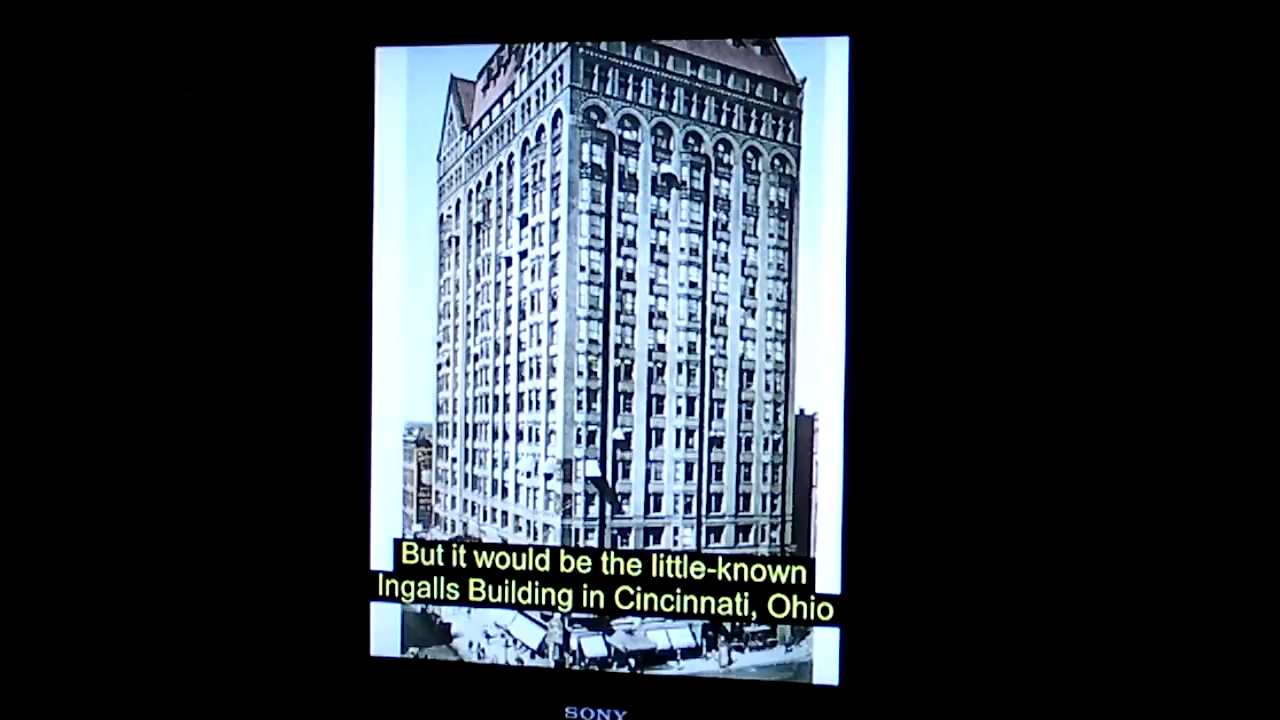 But it would be the little-known
Ingalls Building in Cincinnati, Ohio
SONY